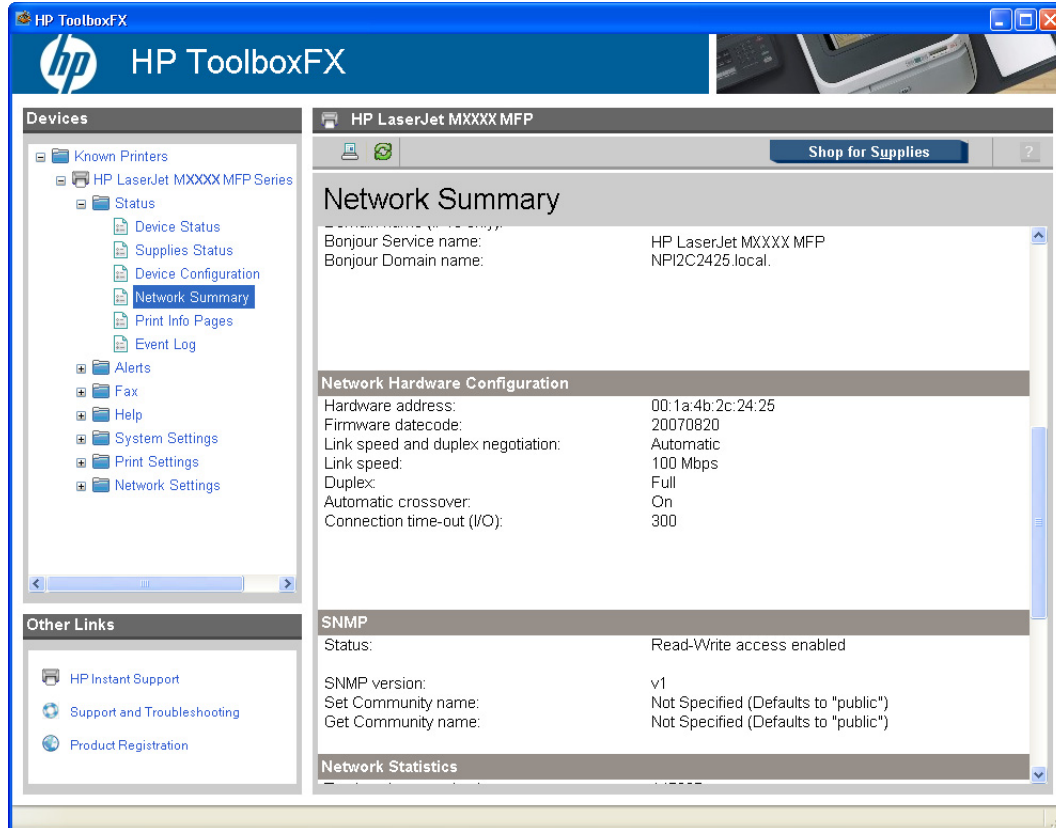 HP ToolboxFX
hp HP ToolboxFX
Devices
Known Printers
HP LaserJet MXXXX MFP Series
Status
Device Status
Supplies Status
Device Configuration
Network Summary
Print Info Pages
Event Log
Alerts
Fax
Help
System Settings
Print Settings
Network Settings
Other Links
HP Instant Support
Support and Troubleshooting
Product Registration
HP LaserJet MXXXX MFP
Shop for Supplies ?
Network Summary
Bonjour Service name: HP LaserJet MXXXX MFP
Bonjour Domain name: NPI2C2425.local.
Network Hardware Configuration
Hardware address: 00:1a:4b:2c:24:25
Firmware datecode: 20070820
Link speed and duplex negotiation: Automatic
Link speed: 100 Mbps
Duplex: Full
Automatic crossover: On
Connection time-out (I/O): 300
SNMP
Status: Read-Write access enabled
SNMP version: v1
Set Community name: Not Specified (Defaults to "public")
Get Community name: Not Specified (Defaults to "public")
Network Statistics